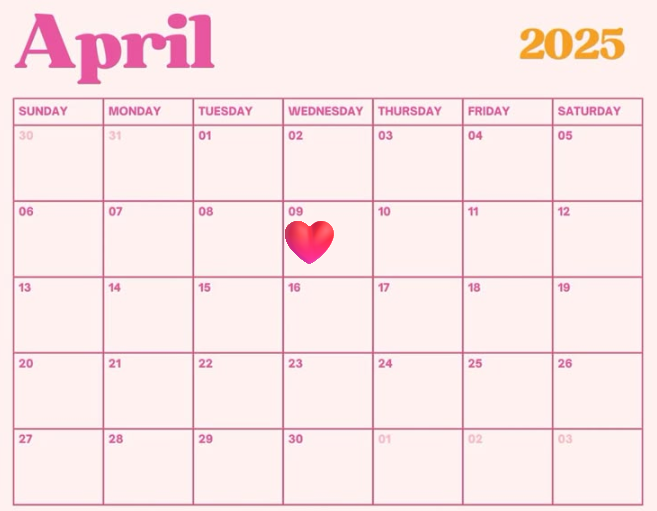 April 2025
SUNDAY MONDAY TUESDAY WEDNESDAY THURSDAY FRIDAY SATURDAY
30 31 01 02 03 04 05
06 07 08 09 10 11 12
13 14 15 16 17 18 19
20 21 22 23 24 25 26
27 28 29 30 01 02 03